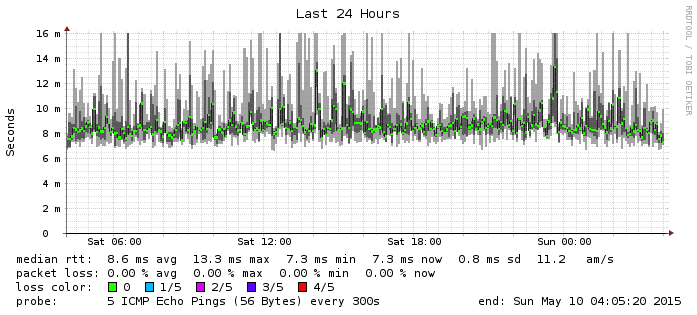 Last 24 Hours
RRDTOOL / TOBI OETIKER
Seconds
16 m
14 m
12 m
10 m
8 m
6 m
4 m
2 m
0
Sat 06:00 Sat 12:00 Sat 18:00 Sun 00:00
median rtt: 8.6 ms avg 13.3 ms max 7.3 ms min 7.3 ms now 0.8 ms sd 11.2 am/s
packet loss: 0.00 % avg 0.00 % max 0.00 % min 0.00 % now
loss color: 0 1/5 2/5 3/5 4/5
probe: 5 ICMP Echo Pings (56 Bytes) every 300s end: Sun May 10 04:05:20 2015